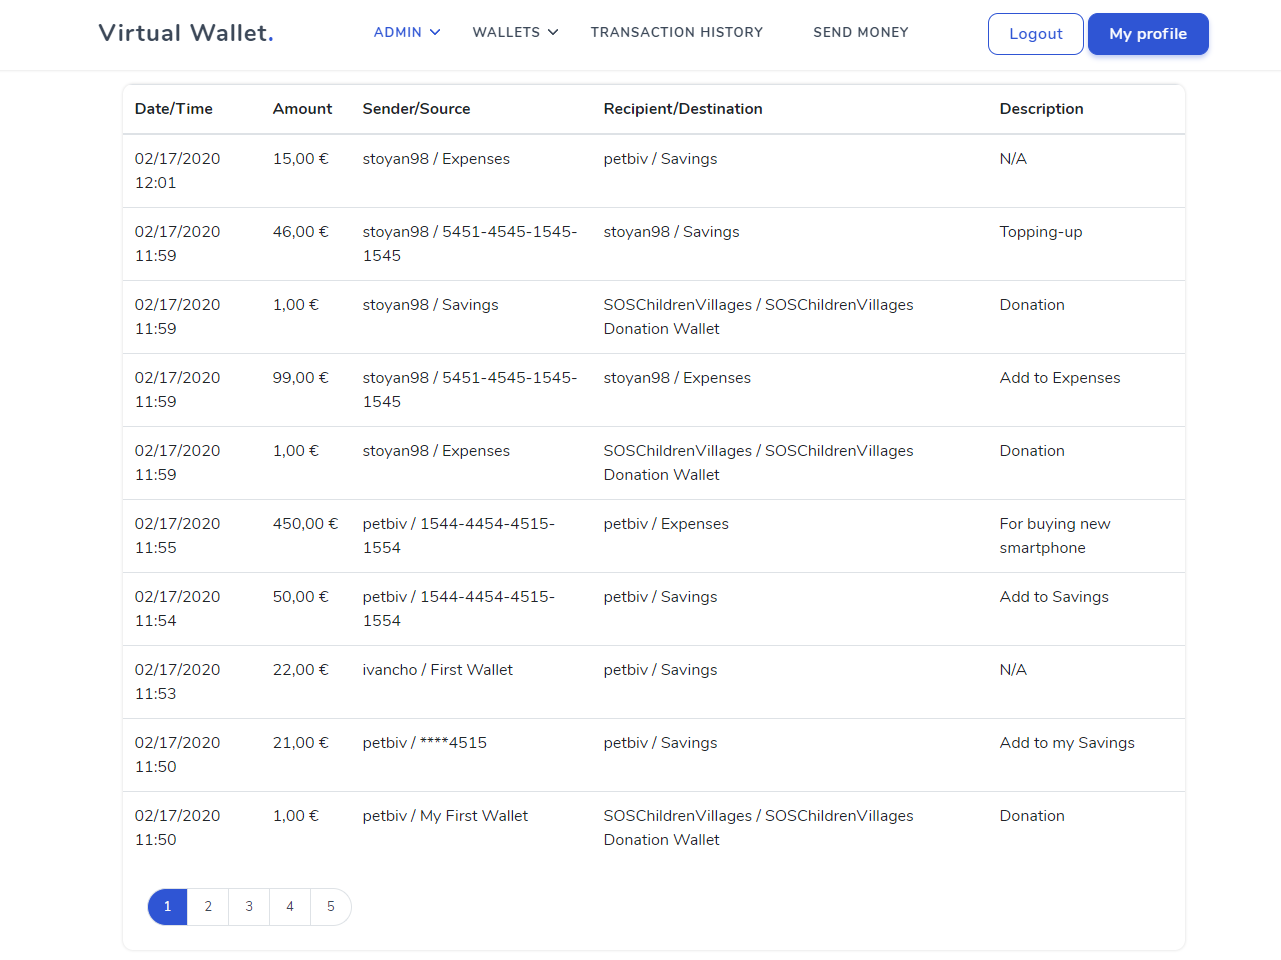 Virtual Wallet.
ADMIN WALLETS TRANSACTION HISTORY SEND MONEY Logout My profile
Date/Time Amount Sender/Source Recipient/Destination Description
02/17/2020 15,00 € stoyan98 / Expenses petbiv / Savings N/A
12:01
02/17/2020 46,00 € stoyan98 / 5451-4545-1545- stoyan98 / Savings Topping-up
11:59 1545
02/17/2020 1,00 € stoyan98 / Savings SOSChildrenVillages / SOSChildrenVillages Donation
11:59 Donation Wallet
02/17/2020 99,00 € stoyan98 / 5451-4545-1545- stoyan98 / Expenses Add to Expenses
11:59 1545
02/17/2020 1,00 € stoyan98 / Expenses SOSChildrenVillages / SOSChildrenVillages Donation
11:59 Donation Wallet
02/17/2020 450,00 € petbiv / 1544-4454-4515- petbiv / Expenses For buying new
11:55 1554 smartphone
02/17/2020 50,00 € petbiv / 1544-4454-4515- petbiv / Savings Add to Savings
11:54 1554
02/17/2020 22,00 € ivancho / First Wallet petbiv / Savings N/A
11:53
02/17/2020 21,00 € petbiv / ****4515 petbiv / Savings Add to my Savings
11:50
02/17/2020 1,00 € petbiv / My First Wallet SOSChildrenVillages / SOSChildrenVillages Donation
11:50 Donation Wallet
1 2 3 4 5